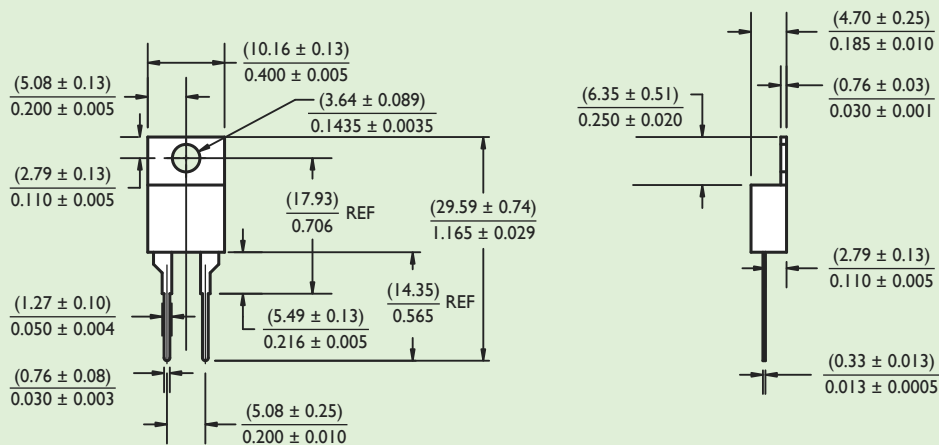 (10.16 ± 0.13)
0.400 ± 0.005
(5.08 ± 0.13)
0.200 ± 0.005
(3.64 ± 0.089)
0.1435 ± 0.0035
(2.79 ± 0.13)
0.110 ± 0.005
(17.93) REF
0.706
(29.59 ± 0.74)
1.165 ± 0.029
(14.35) REF
0.565
(1.27 ± 0.10)
0.050 ± 0.004
(5.49 ± 0.13)
0.216 ± 0.005
(0.76 ± 0.08)
0.030 ± 0.003
(5.08 ± 0.25)
0.200 ± 0.010
(4.70 ± 0.25)
0.185 ± 0.010
(0.76 ± 0.03)
0.030 ± 0.001
(6.35 ± 0.51)
0.250 ± 0.020
(2.79 ± 0.13)
0.110 ± 0.005
(0.33 ± 0.013)
0.013 ± 0.0005